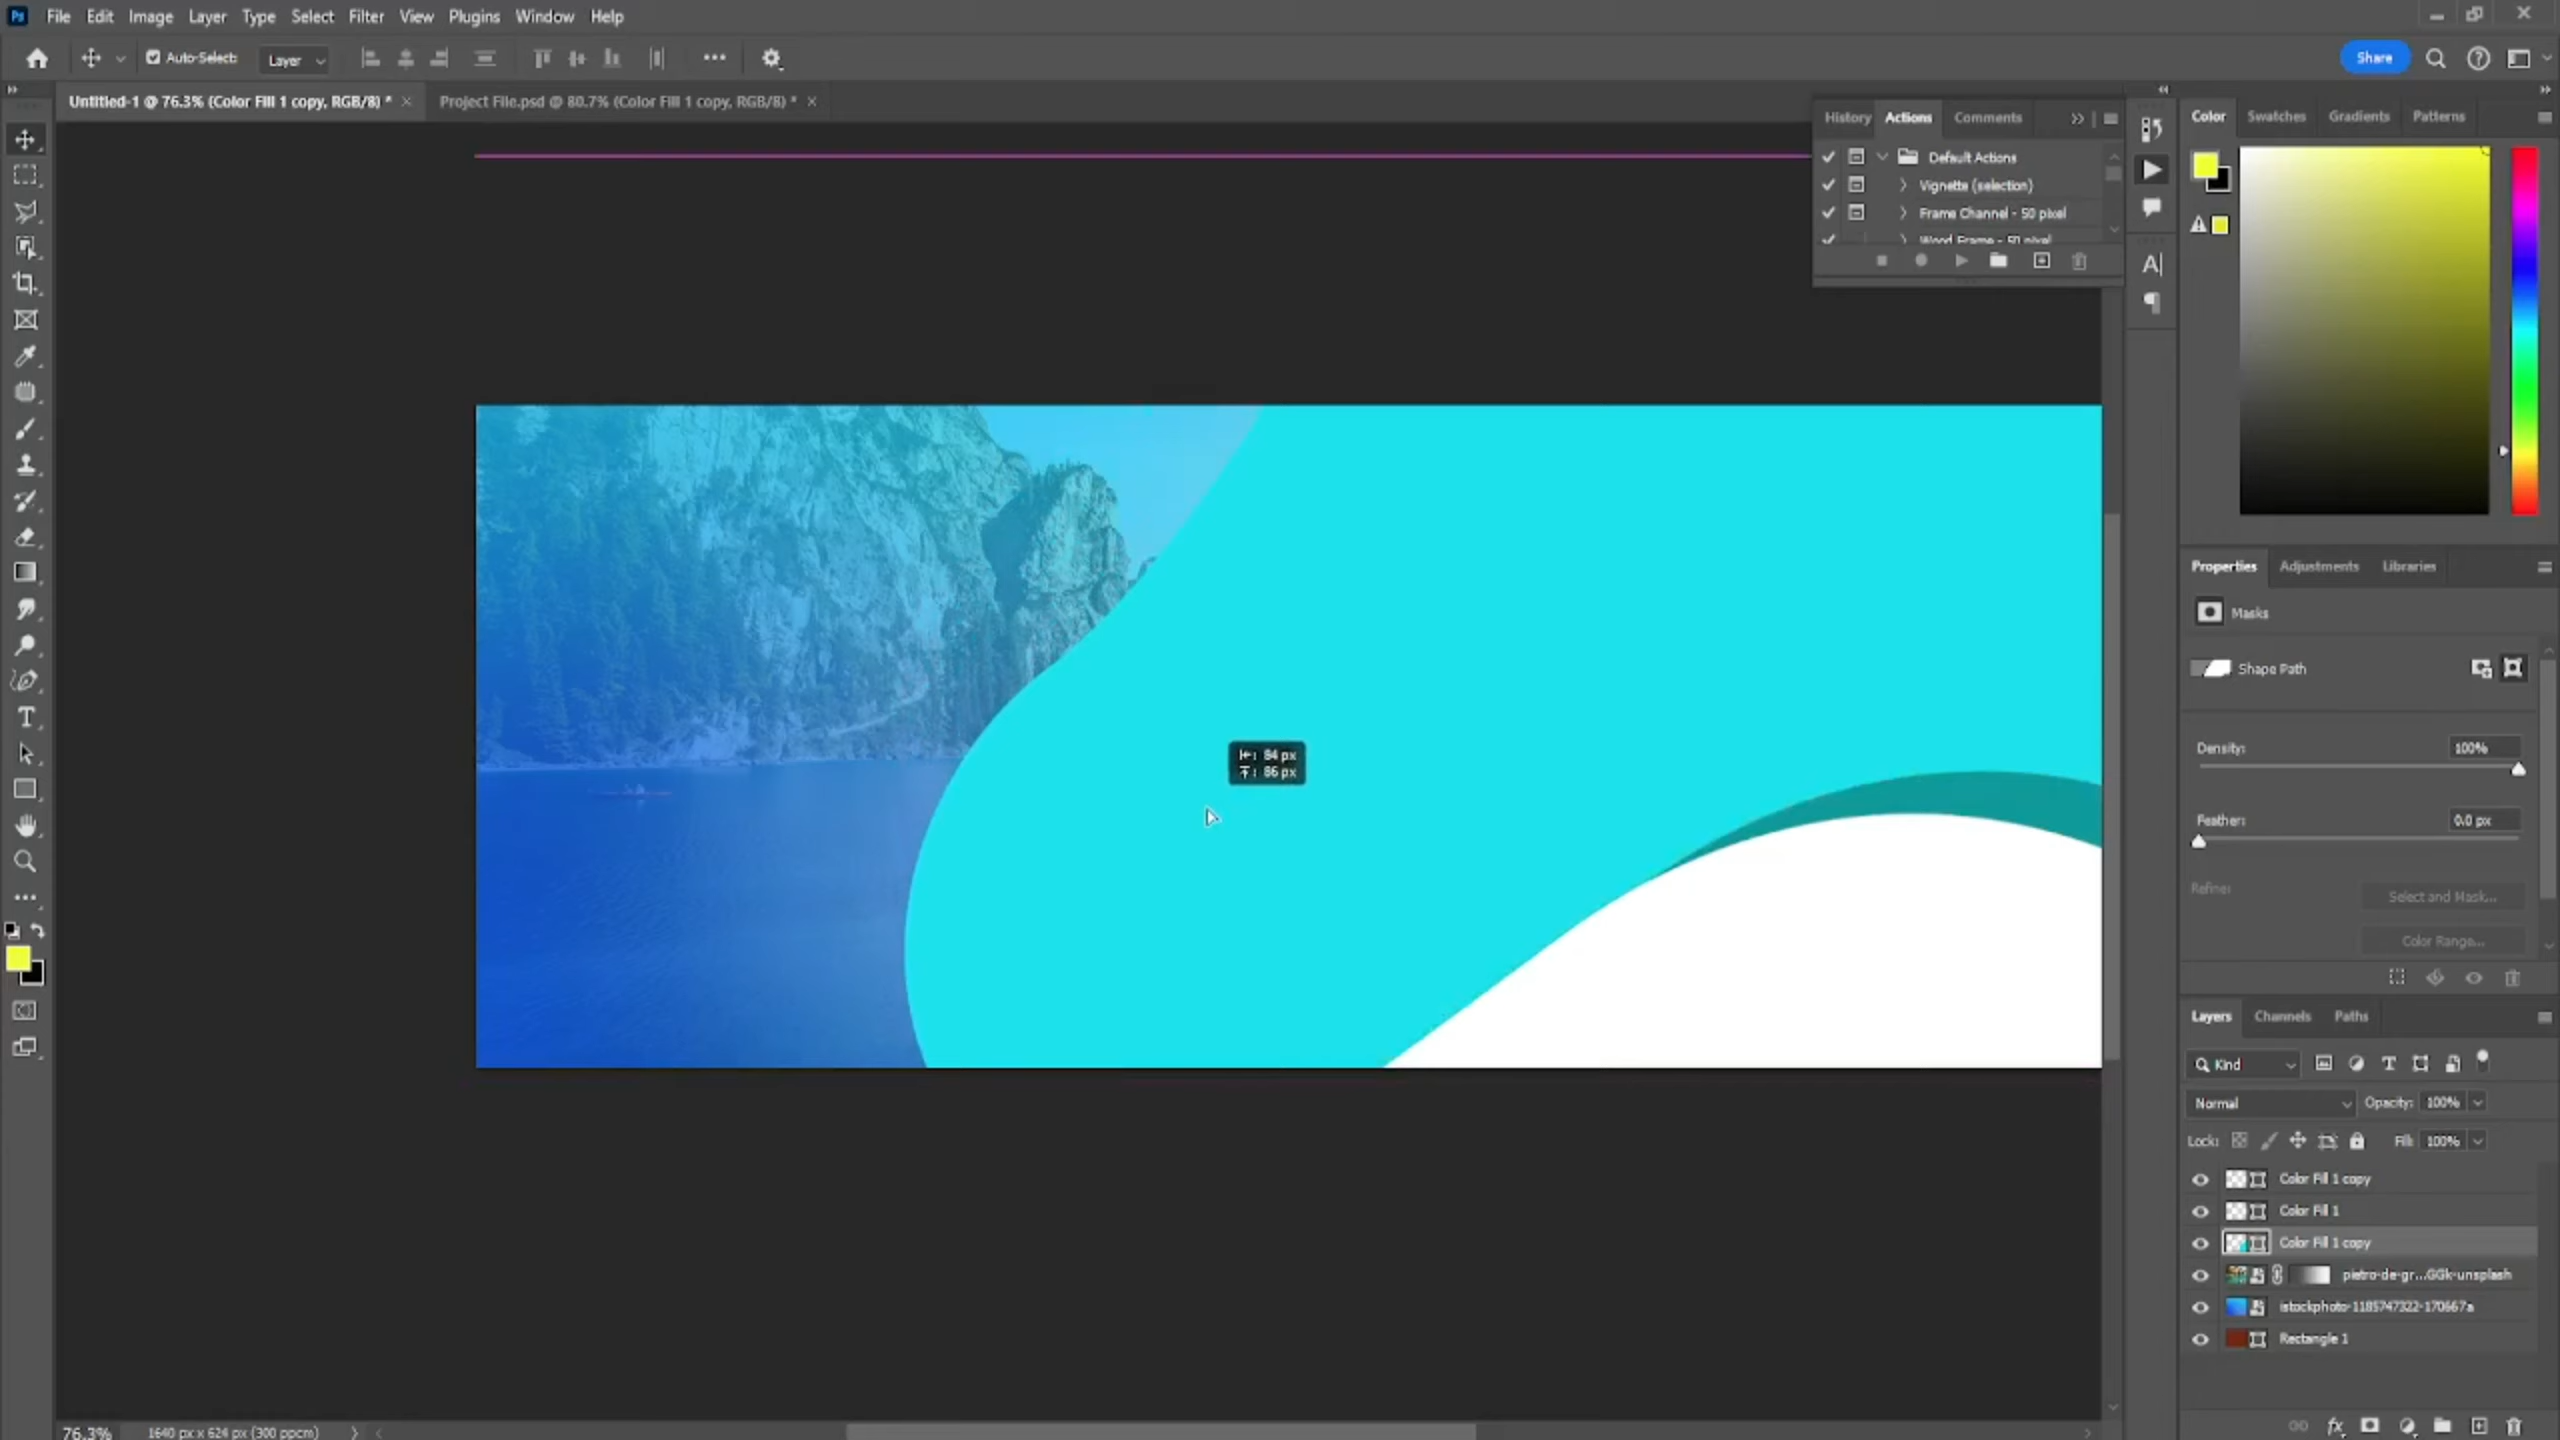 Ps File Edit Image Layer Type Select Filter View Plugins Window Help
Auto-Select: Layer
Share
Untitled-1 @ 76.3% (Color Fill 1 copy, RGB/8) *
Project File.psd @ 80.7% (Color Fill 1 copy, RGB/8) *
History Actions Comments
Default Actions
Vignette (selection)
Frame Channel - 50 pixel
Wood Frame - 50 pixel
Color Swatches Gradients Patterns
Properties Adjustments Libraries
Masks
Shape Path
Density: 100%
Feather: 0.0 px
Refine: Select and Mask...
Color Range...
84 px
86 px
Layers Channels Paths
Kind
Normal Opacity: 100%
Lock: Fill: 100%
Color Fill 1 copy
Color Fill 1
Color Fill 1 copy
pietro-de-gr...GGk-unsplash
istockphoto-1185747322-170667a
Rectangle 1
76.3% 1640 px x 624 px (300 ppcm)